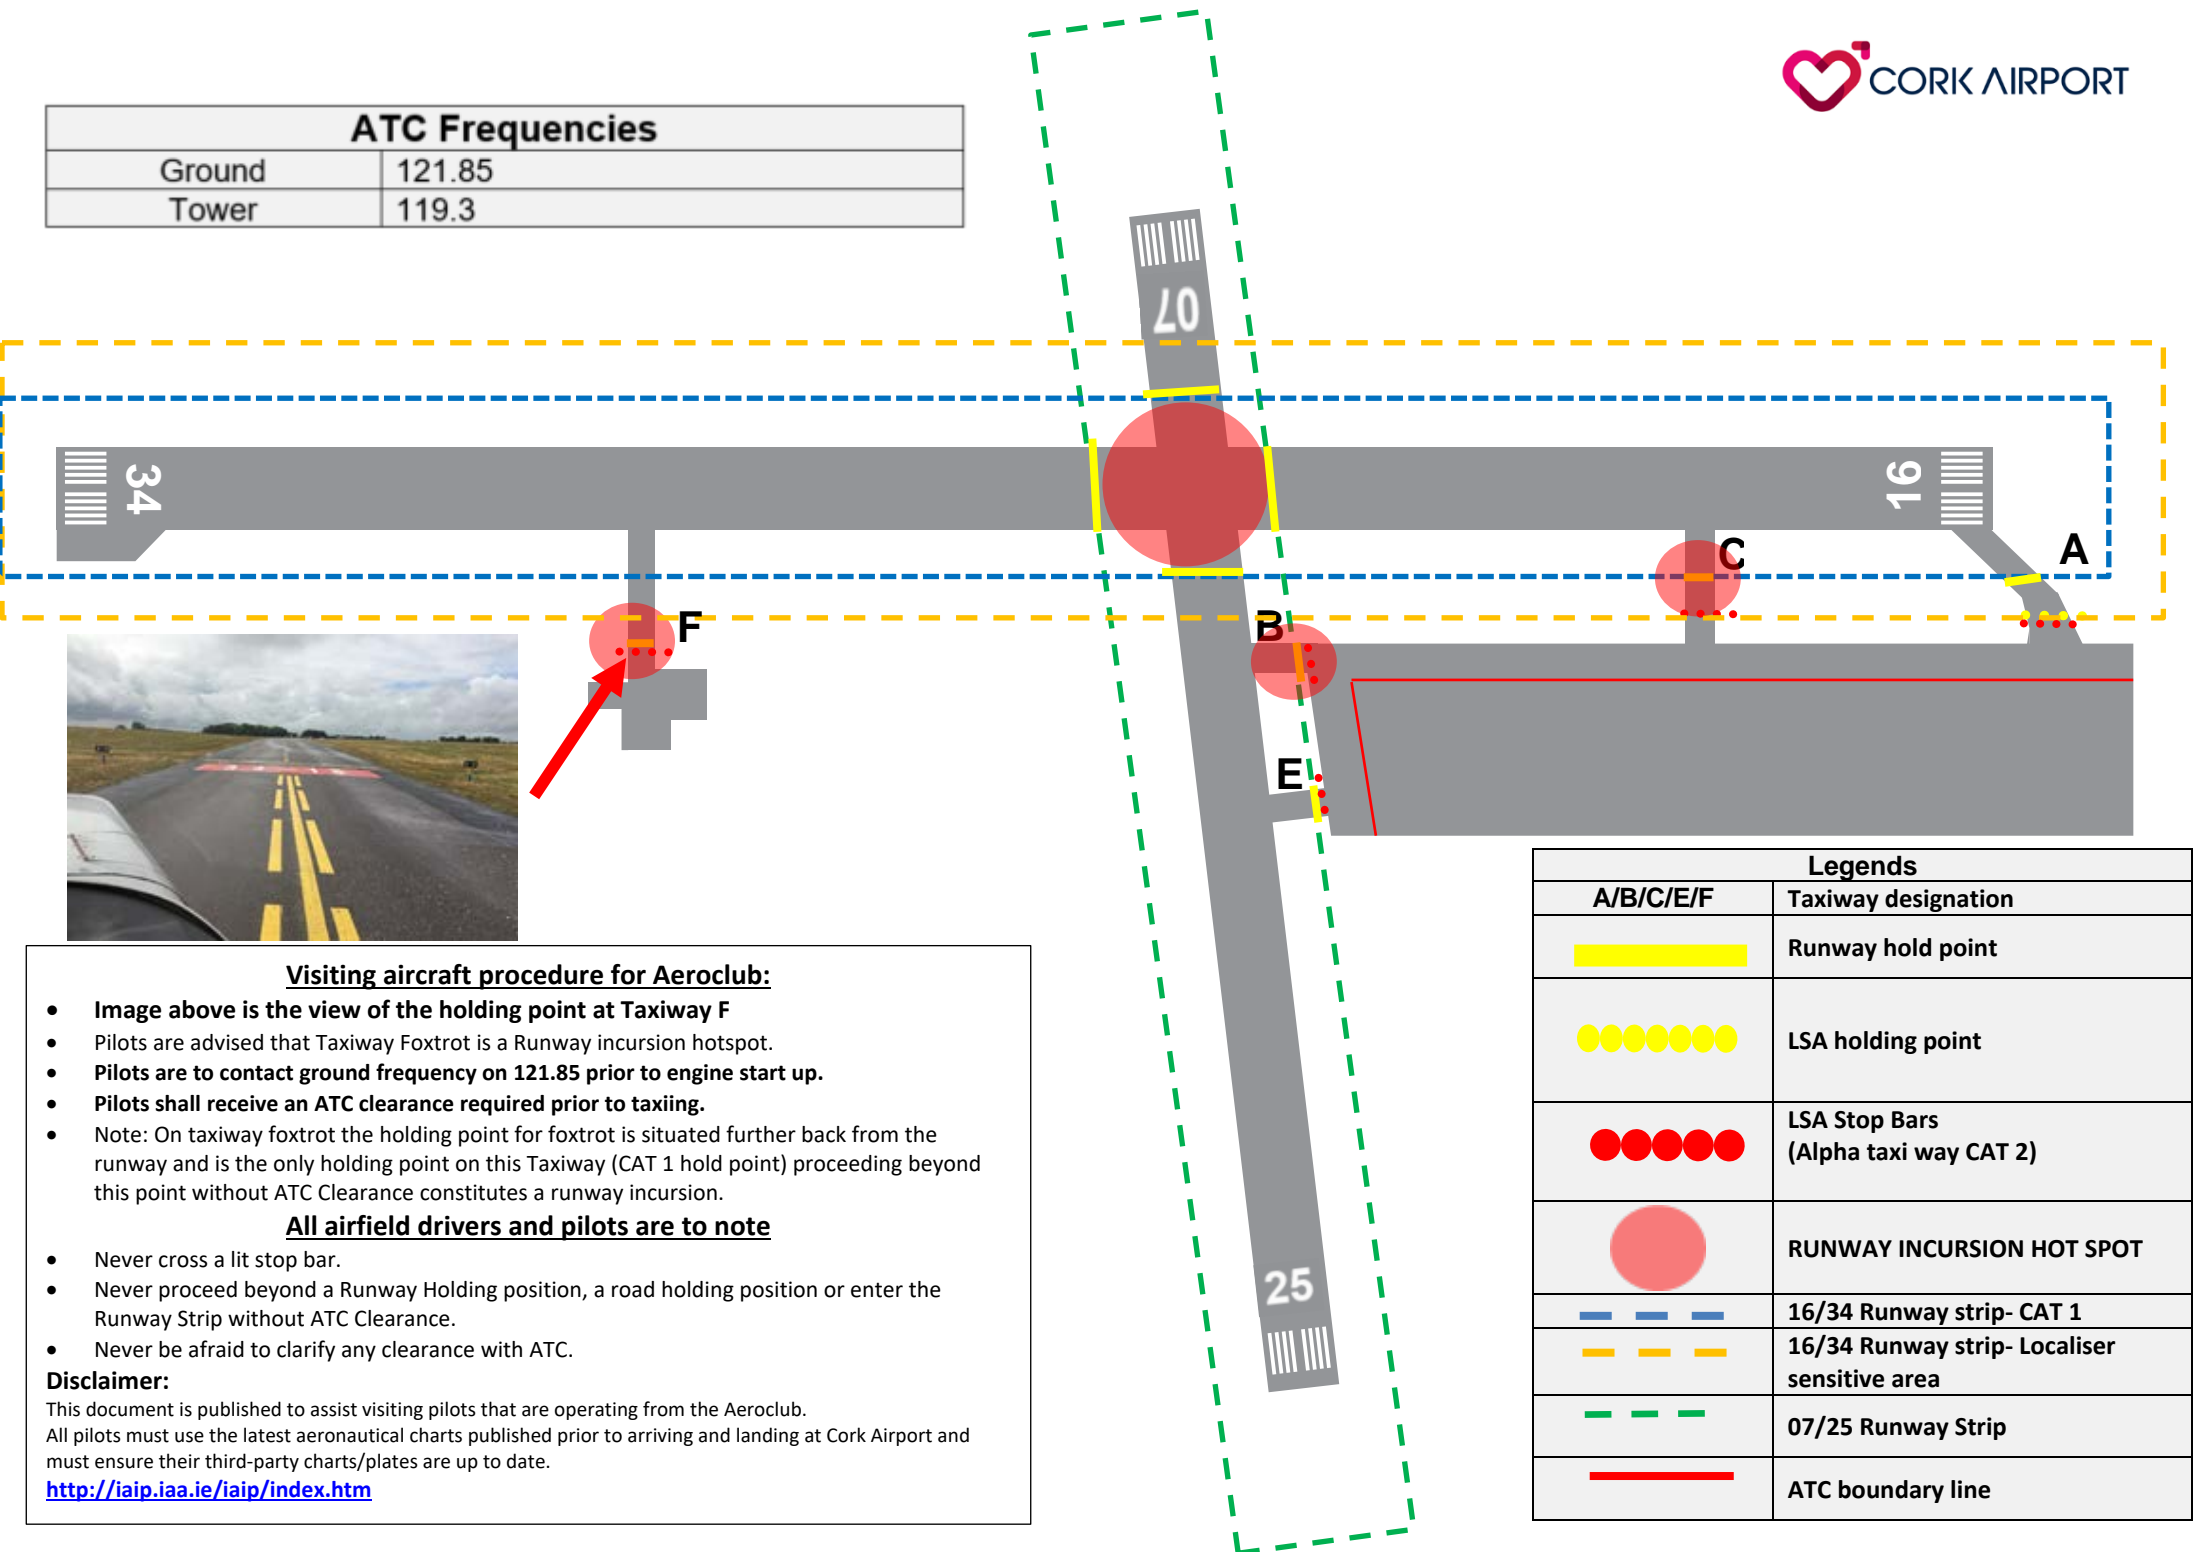 CORK AIRPORT
ATC Frequencies
Ground 121.85
Tower 119.3
07
34
16
A
C
B
F
E
25
Visiting aircraft procedure for Aeroclub:
• Image above is the view of the holding point at Taxiway F
• Pilots are advised that Taxiway Foxtrot is a Runway incursion hotspot.
• Pilots are to contact ground frequency on 121.85 prior to engine start up.
• Pilots shall receive an ATC clearance required prior to taxiing.
• Note: On taxiway foxtrot the holding point for foxtrot is situated further back from the
runway and is the only holding point on this Taxiway (CAT 1 hold point) proceeding beyond
this point without ATC Clearance constitutes a runway incursion.
All airfield drivers and pilots are to note
• Never cross a lit stop bar.
• Never proceed beyond a Runway Holding position, a road holding position or enter the
Runway Strip without ATC Clearance.
• Never be afraid to clarify any clearance with ATC.
Disclaimer:
This document is published to assist visiting pilots that are operating from the Aeroclub.
All pilots must use the latest aeronautical charts published prior to arriving and landing at Cork Airport and
must ensure their third-party charts/plates are up to date.
http://iaip.iaa.ie/iaip/index.htm
Legends
A/B/C/E/F Taxiway designation
Runway hold point
LSA holding point
LSA Stop Bars
(Alpha taxi way CAT 2)
RUNWAY INCURSION HOT SPOT
16/34 Runway strip- CAT 1
16/34 Runway strip- Localiser
sensitive area
07/25 Runway Strip
ATC boundary line